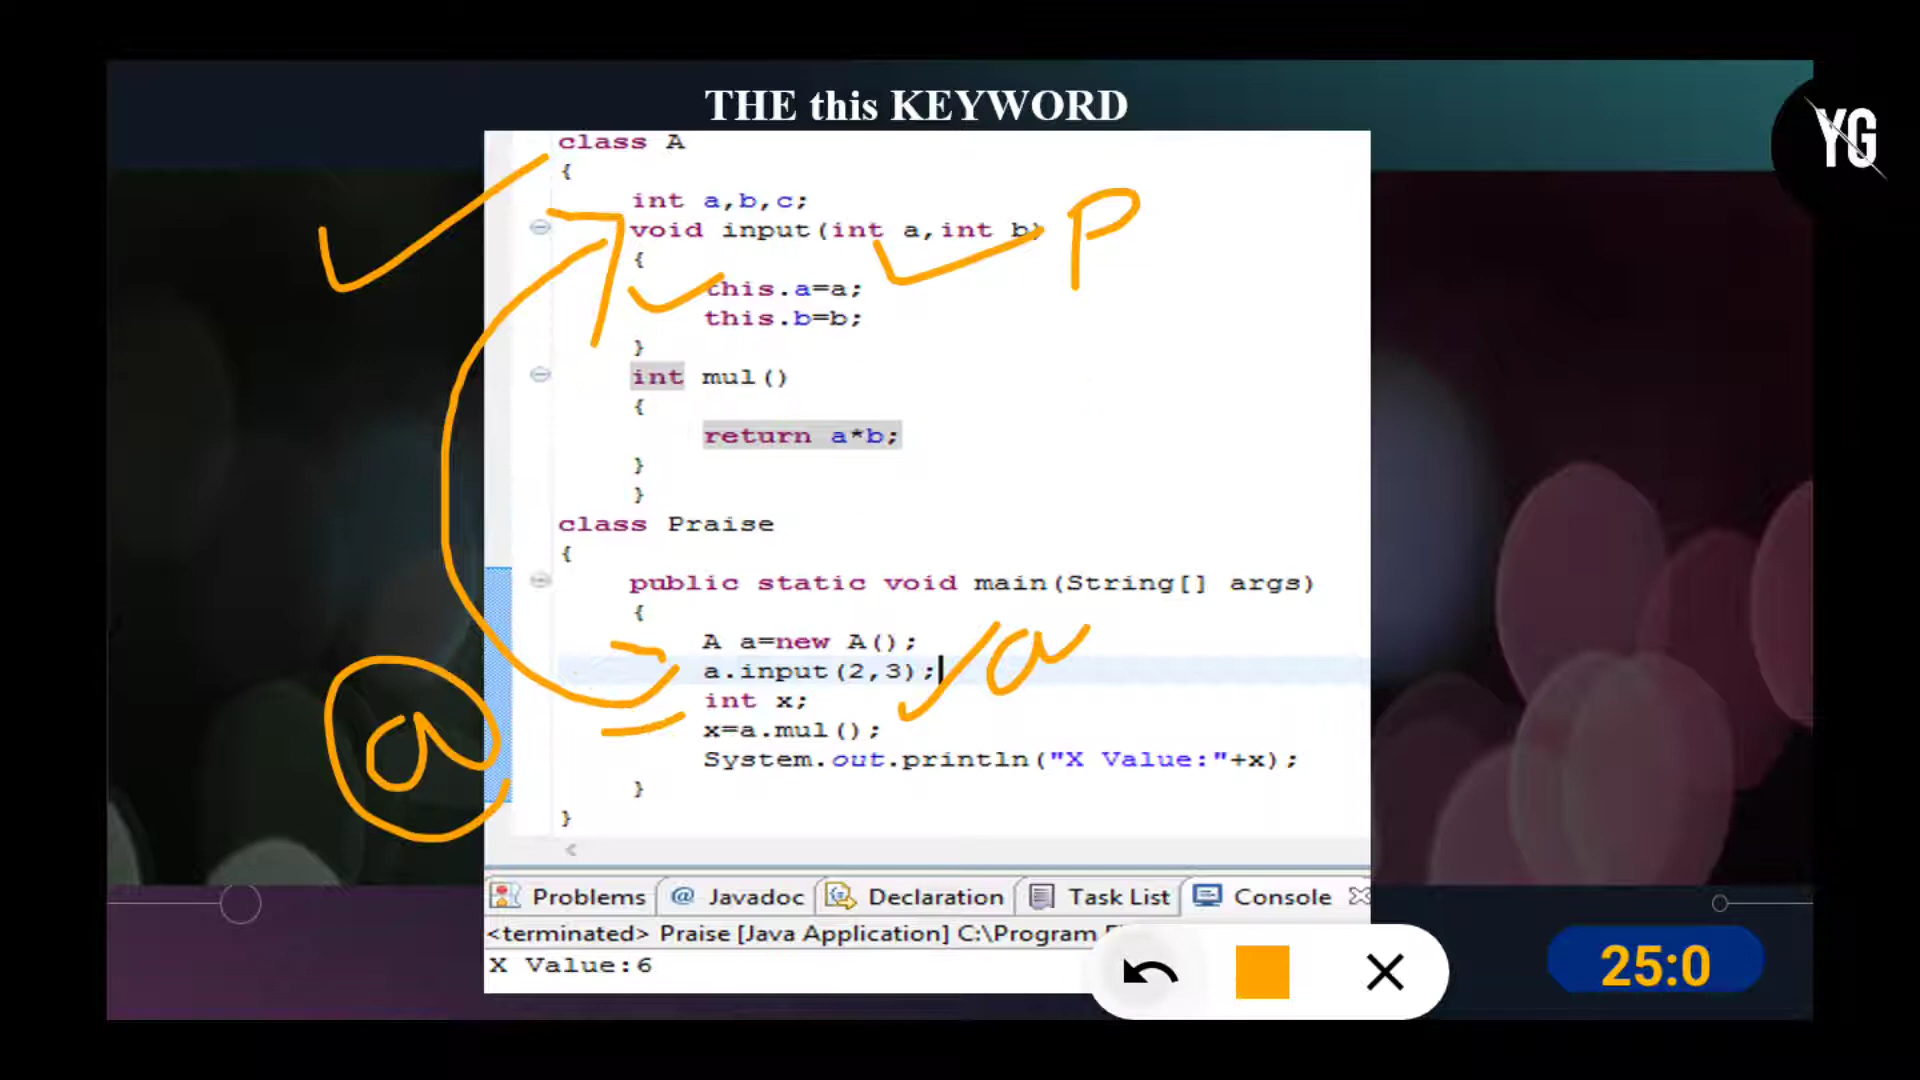 THE this KEYWORD
YG
class A
{
int a,b,c;
void input(int a,int b)
P
{
this.a=a;
this.b=b;
}
int mul()
{
return a*b;
}
}
class Praise
{
public static void main(String[] args)
{
A a=new A();
a.input(2,3);
a
int x;
x=a.mul();
a
System.out.println("X Value:"+x);
}
}
Problems @ Javadoc Declaration Task List Console
<terminated> Praise [Java Application] C:\Program
X Value:6
25:0